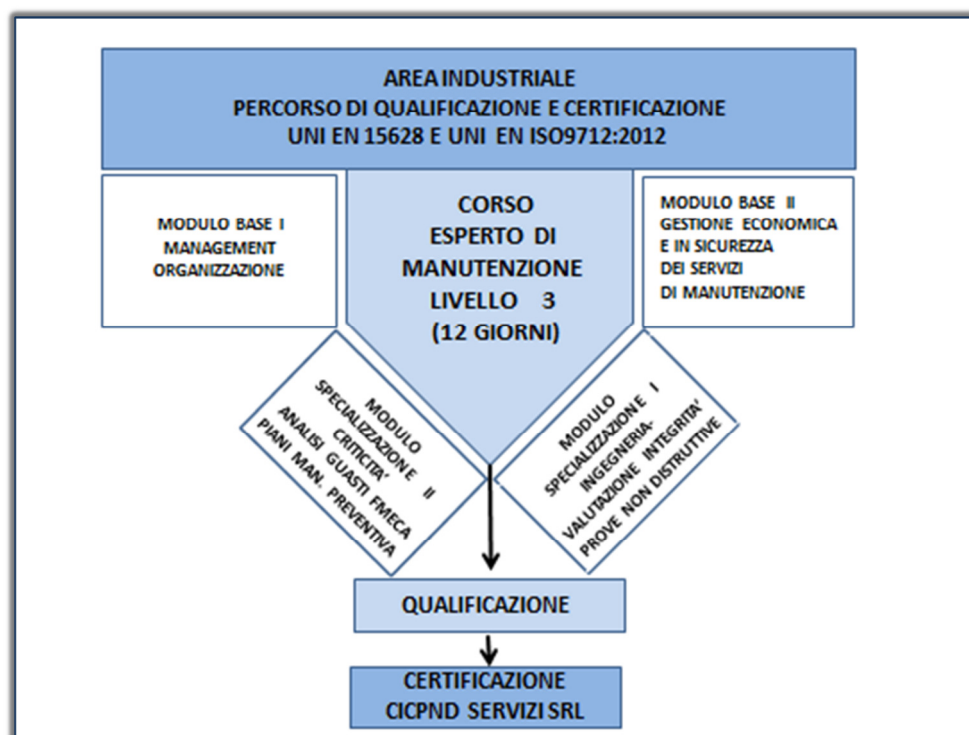 AREA INDUSTRIALE
PERCORSO DI QUALIFICAZIONE E CERTIFICAZIONE
UNI EN 15628 E UNI EN ISO9712:2012
MODULO BASE I
MANAGEMENT
ORGANIZZAZIONE
CORSO
ESPERTO DI
MANUTENZIONE
LIVELLO 3
(12 GIORNI)
MODULO BASE II
GESTIONE ECONOMICA
E IN SICUREZZA
DEI SERVIZI
DI MANUTENZIONE
MODULO
SPECIALIZZAZIONE II
CRITICITA'
ANALISI GUASTI FMECA
PIANI MAN. PREVENTIVA
MODULO
SPECIALIZZAZIONE I
INGEGNERIA-
VALUTAZIONE INTEGRITA'
PROVE NON DISTRUTTIVE
QUALIFICAZIONE
CERTIFICAZIONE
CICPND SERVIZI SRL